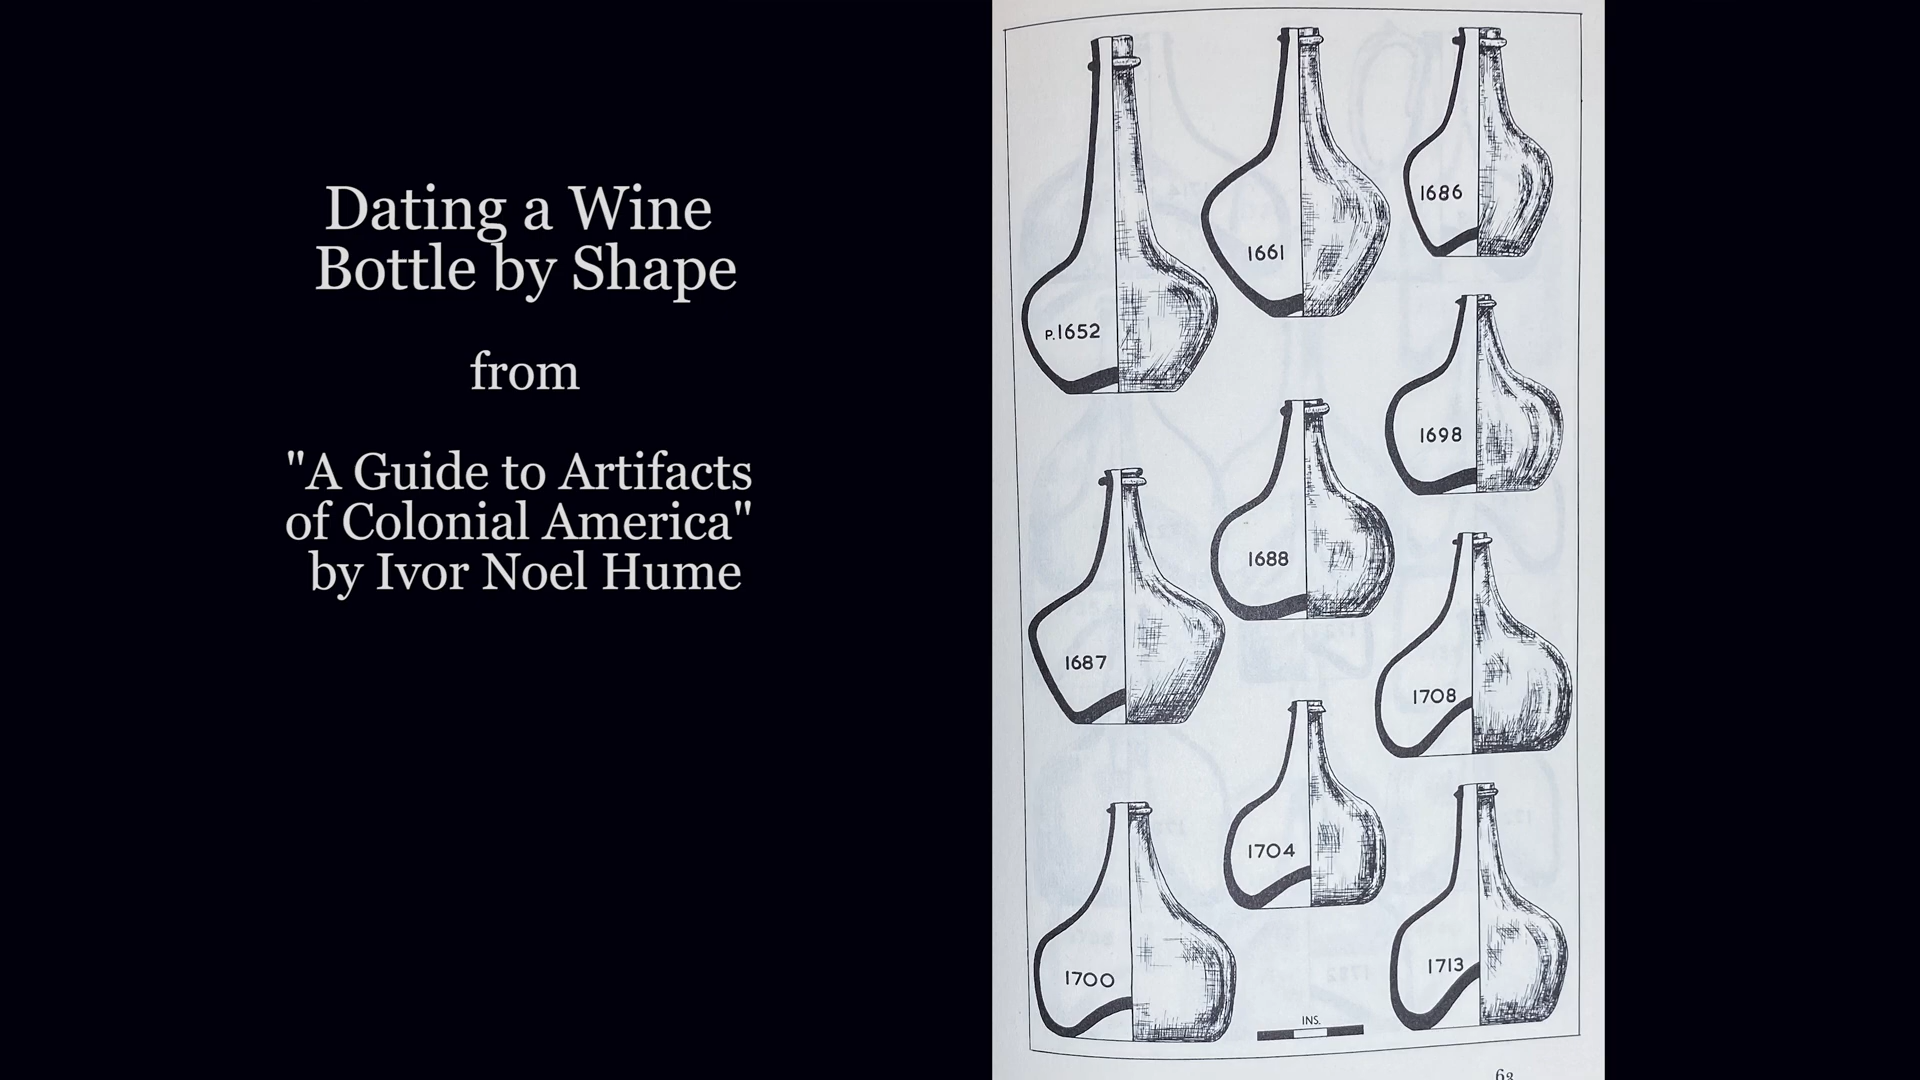 Dating a Wine
Bottle by Shape
from
"A Guide to Artifacts
of Colonial America"
by Ivor Noel Hume
P.1652
1661
1686
1698
1688
1687
1708
1704
1700
1713
INS.